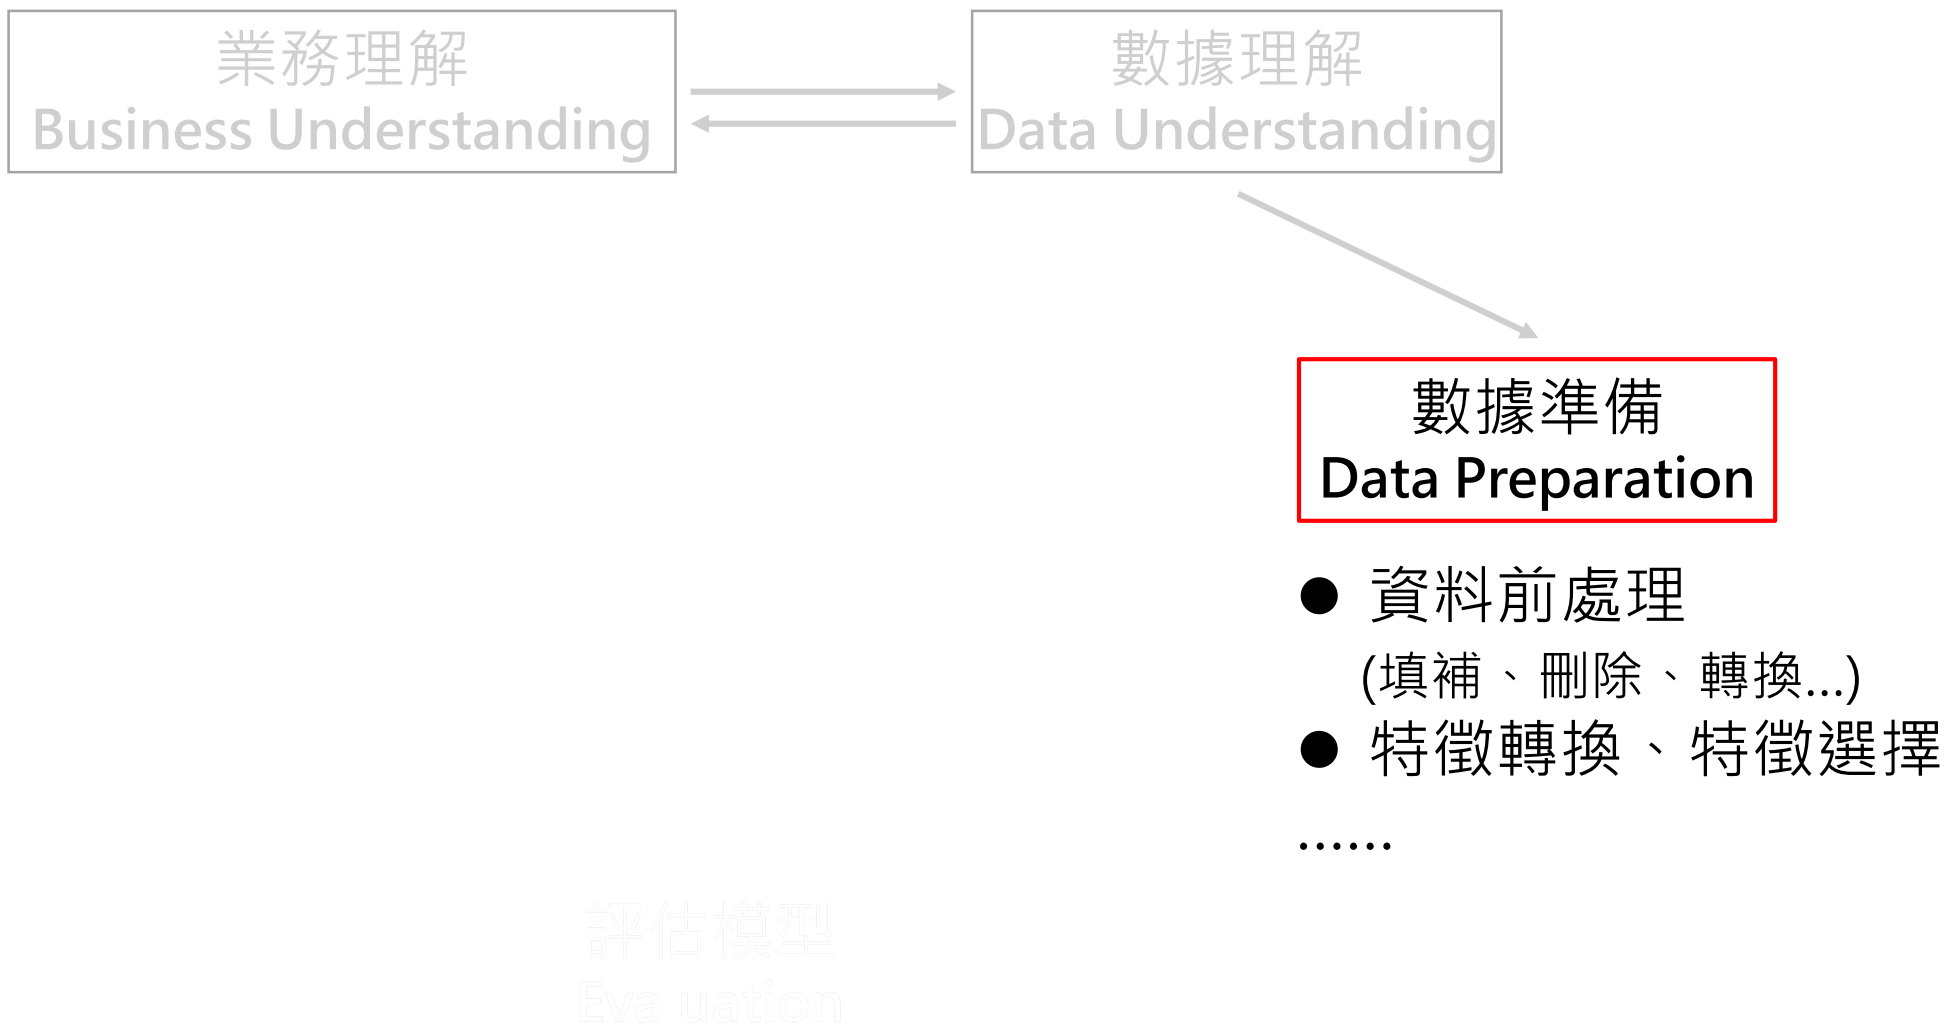 業務理解
Business Understanding
數據理解
Data Understanding
數據準備
Data Preparation
● 資料前處理
(填補、刪除、轉換...)
● 特徵轉換、特徵選擇
......
評估模型
Eva uation